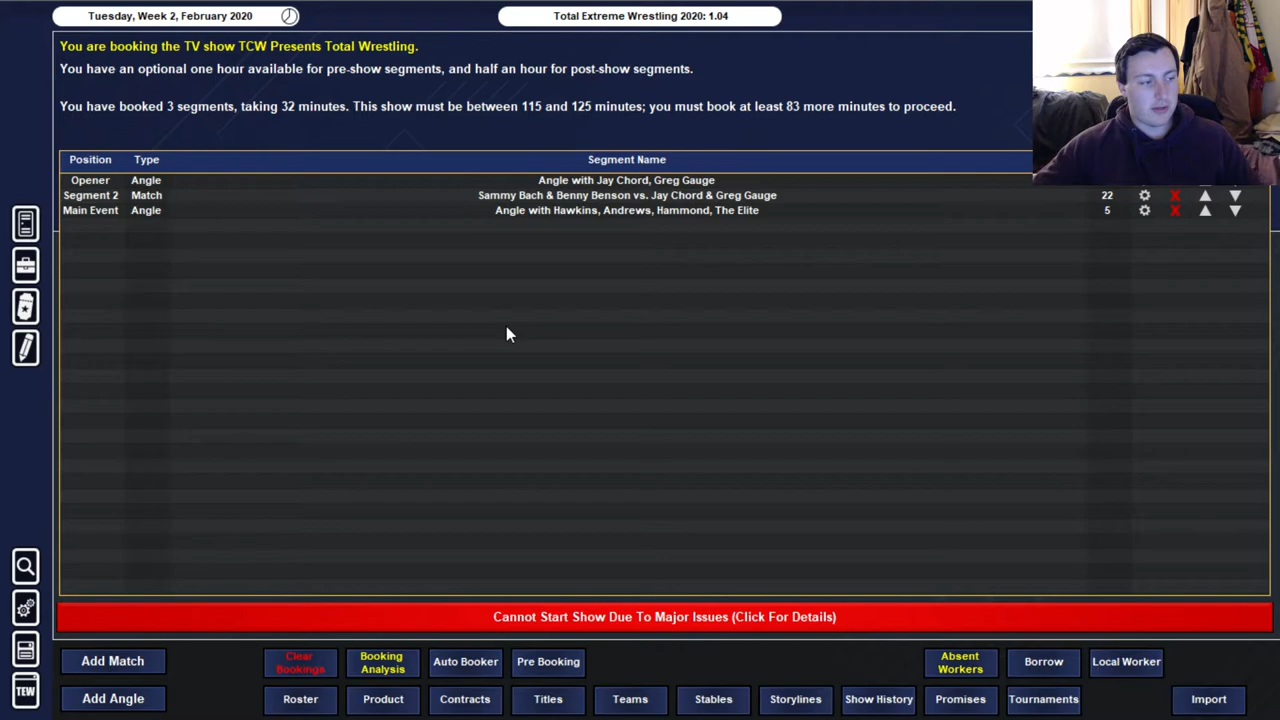 Tuesday, Week 2, February 2020
Total Extreme Wrestling 2020: 1.04
You are booking the TV show TCW Presents Total Wrestling.
You have an optional one hour available for pre-show segments, and half an hour for post-show segments.
You have booked 3 segments, taking 32 minutes. This show must be between 115 and 125 minutes; you must book at least 83 more minutes to proceed.
Position Type Segment Name
Opener Angle Angle with Jay Chord, Greg Gauge
Segment 2 Match Sammy Bach & Benny Benson vs. Jay Chord & Greg Gauge 22 X
Main Event Angle Angle with Hawkins, Andrews, Hammond, The Elite 5 X
Cannot Start Show Due To Major Issues (Click For Details)
Add Match Clear Bookings Booking Analysis Auto Booker Pre Booking Absent Workers Borrow Local Worker
TEW Add Angle Roster Product Contracts Titles Teams Stables Storylines Show History Promises Tournaments Import